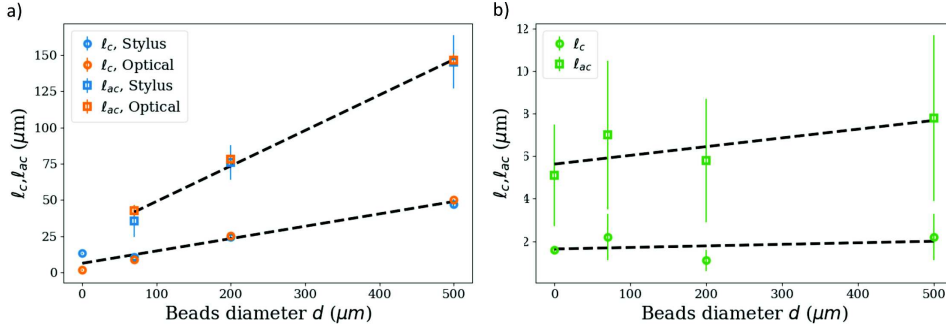 a)
ℓc, Stylus
ℓc, Optical
ℓac, Stylus
ℓac, Optical
150
125
100
75
50
25
0
ℓc,ℓac (μm)
0 100 200 300 400 500
Beads diameter d (μm)
b)
ℓc
ℓac
12
10
8
6
4
2
ℓc,ℓac (μm)
0 100 200 300 400 500
Beads diameter d (μm)